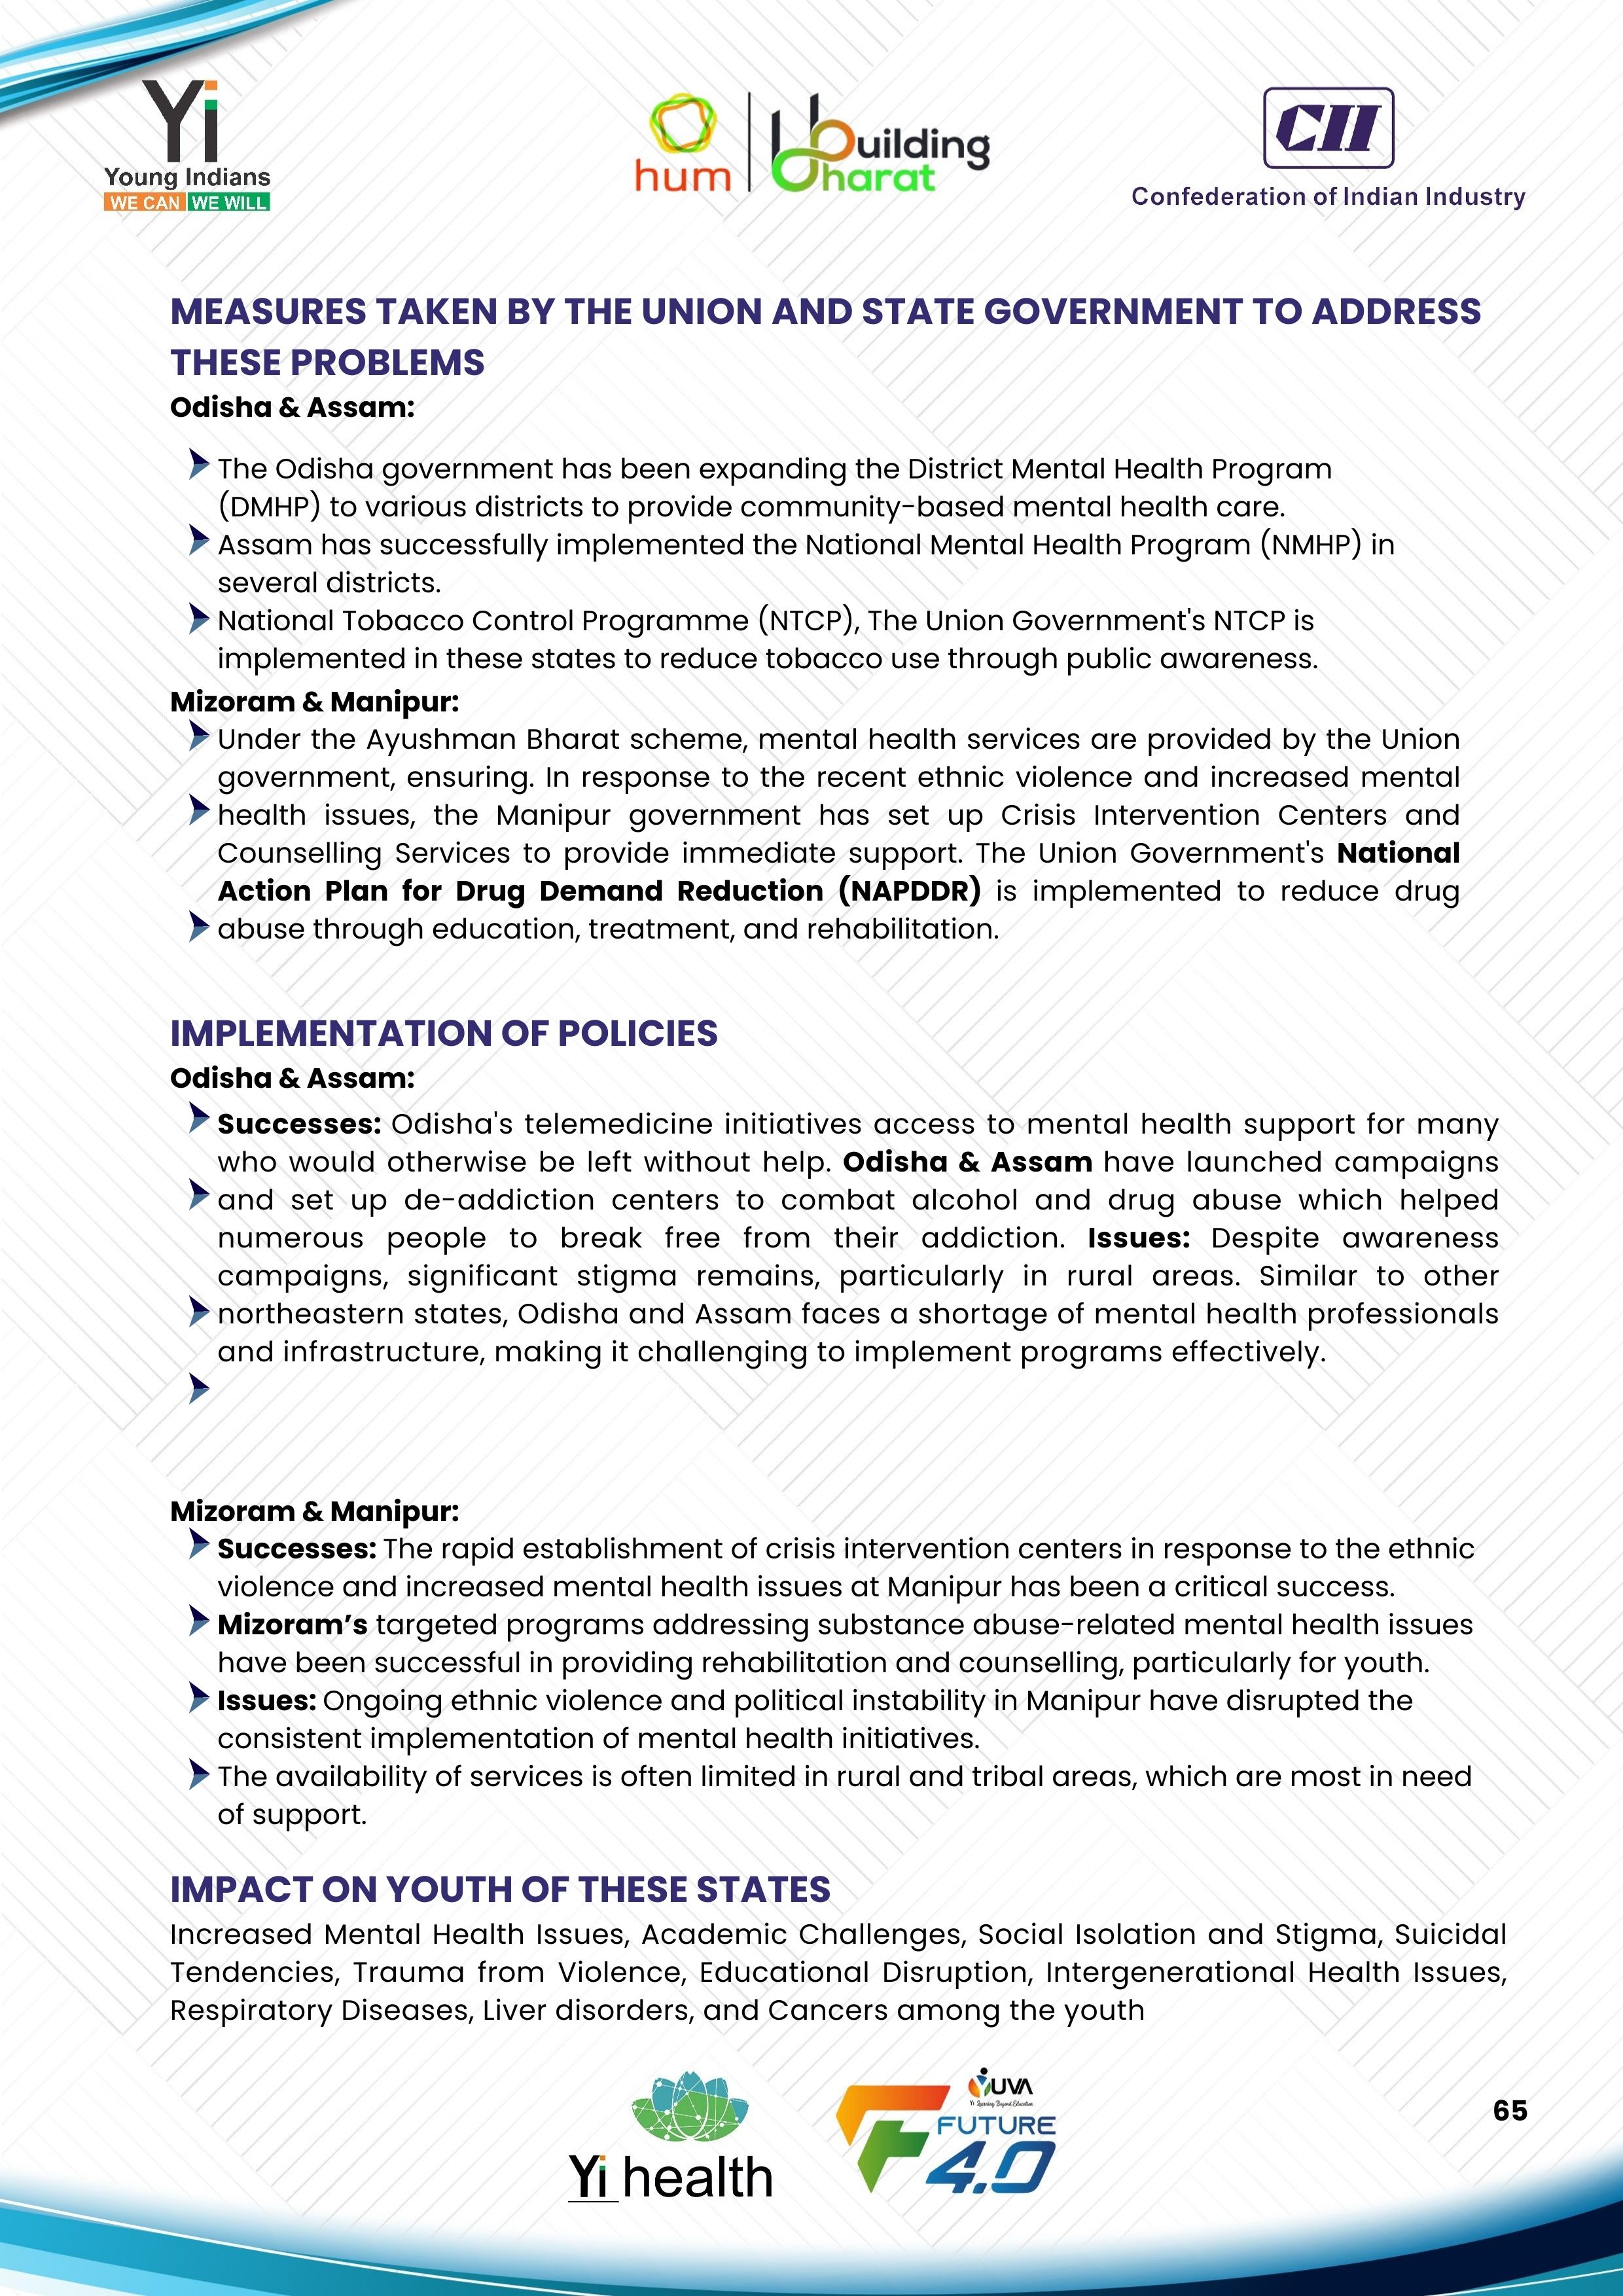 Yi
Young Indians
WE CAN WE WILL
hum
Building
Bharat
CII
Confederation of Indian Industry
MEASURES TAKEN BY THE UNION AND STATE GOVERNMENT TO ADDRESS
THESE PROBLEMS
Odisha & Assam:
The Odisha government has been expanding the District Mental Health Program
(DMHP) to various districts to provide community-based mental health care.
Assam has successfully implemented the National Mental Health Program (NMHP) in
several districts.
National Tobacco Control Programme (NTCP), The Union Government's NTCP is
implemented in these states to reduce tobacco use through public awareness.
Mizoram & Manipur:
Under the Ayushman Bharat scheme, mental health services are provided by the Union
government, ensuring. In response to the recent ethnic violence and increased mental
health issues, the Manipur government has set up Crisis Intervention Centers and
Counselling Services to provide immediate support. The Union Government's National
Action Plan for Drug Demand Reduction (NAPDDR) is implemented to reduce drug
abuse through education, treatment, and rehabilitation.
IMPLEMENTATION OF POLICIES
Odisha & Assam:
Successes: Odisha's telemedicine initiatives access to mental health support for many
who would otherwise be left without help. Odisha & Assam have launched campaigns
and set up de-addiction centers to combat alcohol and drug abuse which helped
numerous people to break free from their addiction. Issues: Despite awareness
campaigns, significant stigma remains, particularly in rural areas. Similar to other
northeastern states, Odisha and Assam faces a shortage of mental health professionals
and infrastructure, making it challenging to implement programs effectively.
Mizoram & Manipur:
Successes: The rapid establishment of crisis intervention centers in response to the ethnic
violence and increased mental health issues at Manipur has been a critical success.
Mizoram’s targeted programs addressing substance abuse-related mental health issues
have been successful in providing rehabilitation and counselling, particularly for youth.
Issues: Ongoing ethnic violence and political instability in Manipur have disrupted the
consistent implementation of mental health initiatives.
The availability of services is often limited in rural and tribal areas, which are most in need
of support.
IMPACT ON YOUTH OF THESE STATES
Increased Mental Health Issues, Academic Challenges, Social Isolation and Stigma, Suicidal
Tendencies, Trauma from Violence, Educational Disruption, Intergenerational Health Issues,
Respiratory Diseases, Liver disorders, and Cancers among the youth
Yi health
YUVA
Yi Learning Beyond Education
FUTURE
4.0
65